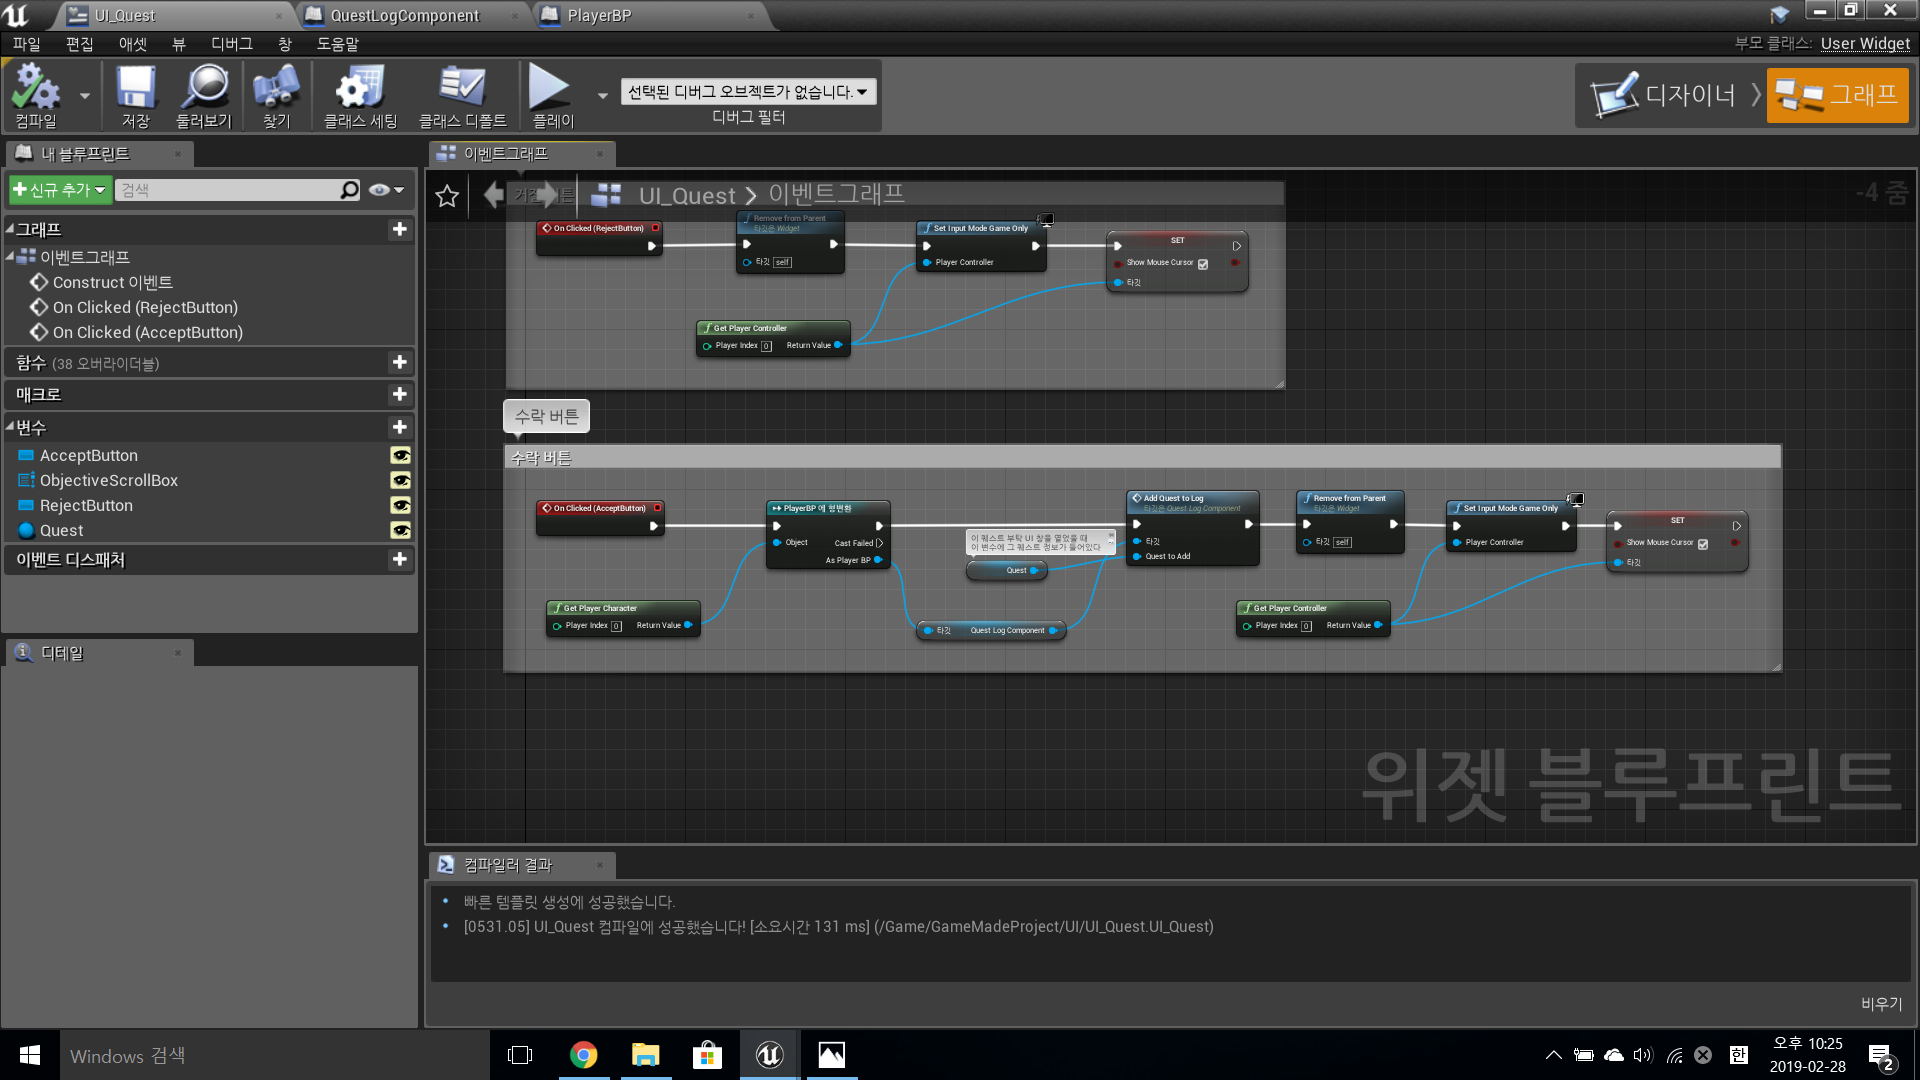 UI_Quest
QuestLogComponent
PlayerBP
파일 편집 애셋 뷰 디버그 창 도움말
부모 클래스: User Widget
컴파일 저장 둘러보기 찾기 클래스 세팅 클래스 디폴트 플레이
선택된 디버그 오브젝트가 없습니다.
디버그 필터
디자이너
그래프
내 블루프린트
신규 추가
검색
그래프
이벤트그래프
Construct 이벤트
On Clicked (RejectButton)
On Clicked (AcceptButton)
함수 (38 오버라이더블)
매크로
변수
AcceptButton
ObjectiveScrollBox
RejectButton
Quest
이벤트 디스패처
디테일
이벤트그래프
UI_Quest > 이벤트그래프
-4 줌
On Clicked (RejectButton)
Remove from Parent
타깃은 Widget
타깃 self
Set Input Mode Game Only
Player Controller
SET
Show Mouse Cursor
타깃
Get Player Controller
Player Index 0 Return Value
수락 버튼
수락 버튼
On Clicked (AcceptButton)
PlayerBP 에 형변환
Object
Cast Failed
As Player BP
이 퀘스트 부탁 UI 창을 열었을 때
이 변수에 그 퀘스트 정보가 들어있다
Quest
Add Quest to Log
타깃은 Quest Log Component
타깃
Quest to Add
Remove from Parent
타깃은 Widget
타깃 self
Set Input Mode Game Only
Player Controller
SET
Show Mouse Cursor
타깃
Get Player Character
Player Index 0 Return Value
타깃 Quest Log Component
Get Player Controller
Player Index 0 Return Value
위젯 블루프린트
컴파일러 결과
빠른 템플릿 생성에 성공했습니다.
[0531.05] UI_Quest 컴파일에 성공했습니다! [소요시간 131 ms] (/Game/GameMadeProject/UI/UI_Quest.UI_Quest)
비우기
Windows 검색
한
오후 10:25
2019-02-28
2